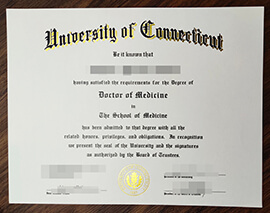 University of Connecticut
Be it known that
having satisfied the requirements for the Degree of
Doctor of Medicine
in
The School of Medicine
has been admitted to that degree with all the
related honors, privileges, and obligations. In recognition
we present the seal of the University and the signatures
as authorized by the Board of Trustees.